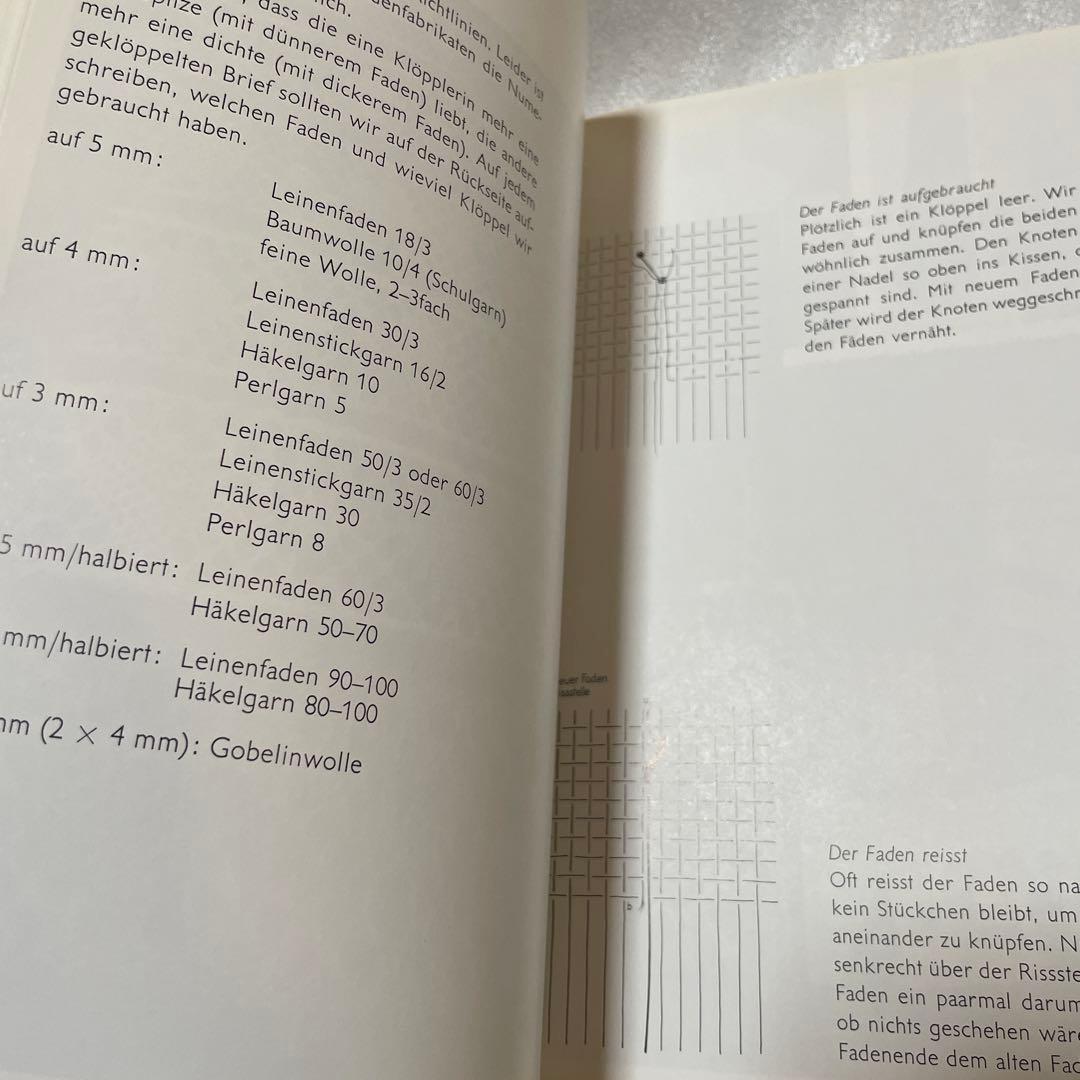 ichtlinien. Leider ist
lich. denfabrikaten die Nume-
dass die eine Klöpplerin mehr eine
(mit dünnerem Faden) liebt, die andere
mehr eine dichte (mit dickerem Faden). Auf jedem
geklöppelten Brief sollten wir auf der Rückseite auf-
schreiben, welchen Faden und wieviel Klöppel wir
gebraucht haben.
auf 5 mm:
Leinenfaden 18/3
Baumwolle 10/4 (Schulgarn)
feine Wolle, 2–3fach
auf 4 mm:
Leinenfaden 30/3
Leinenstickgarn 16/2
Häkelgarn 10
Perlgarn 5
uf 3 mm:
Leinenfaden 50/3 oder 60/3
Leinenstickgarn 35/2
Häkelgarn 30
Perlgarn 8
5 mm/halbiert: Leinenfaden 60/3
Häkelgarn 50–70
mm/halbiert: Leinenfaden 90–100
Häkelgarn 80–100
mm (2 × 4 mm): Gobelinwolle
Der Faden ist aufgebraucht
Plötzlich ist ein Klöppel leer. Wir
Faden auf und knüpfen die beiden
wöhnlich zusammen. Den Knoten
einer Nadel so oben ins Kissen,
gespannt sind. Mit neuem Faden
Später wird der Knoten weggeschn
den Fäden vernäht.
euer Faden
issstelle
b
Der Faden reisst
Oft reisst der Faden so na
kein Stückchen bleibt, um
aneinander zu knüpfen. N
senkrecht über der Rissste
Faden ein paarmal darum
ob nichts geschehen wäre
Fadenende dem alten Fad